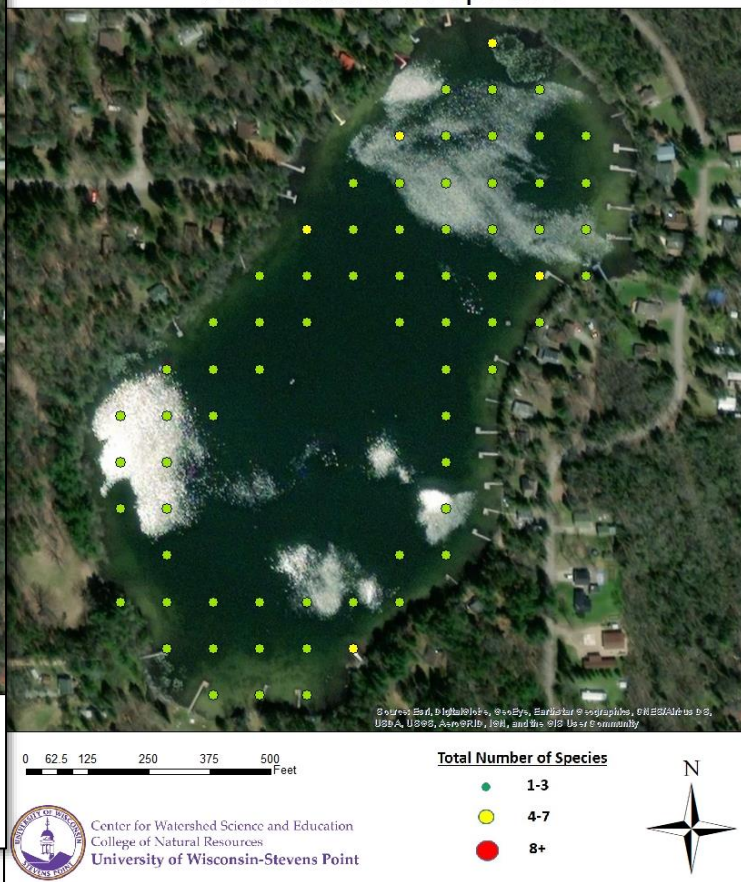 Source: Esri, DigitalGlobe, GeoEye, Earthstar Geographics, CNES/Airbus DS,
USDA, USGS, AeroGRID, IGN, and the GIS User Community
0 62.5 125 250 375 500
Feet
Total Number of Species
1-3
4-7
8+
N
UNIVERSITY OF WISCONSIN
STEVENS POINT
Center for Watershed Science and Education
College of Natural Resources
University of Wisconsin-Stevens Point